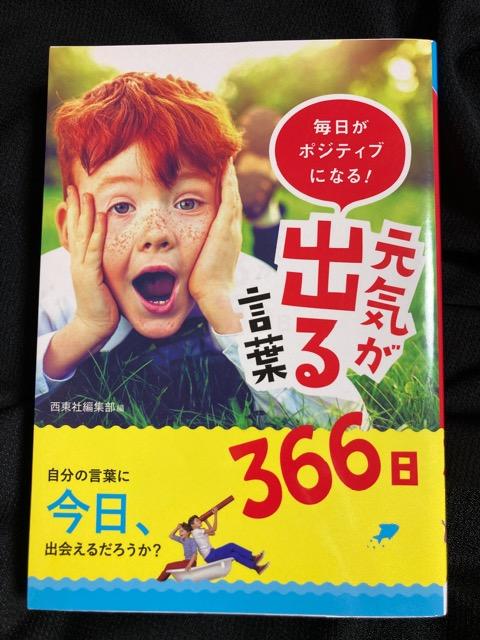 毎日が
ポジティブ
になる!
元気が
出る
言葉
366日
西東社編集部編
自分の言葉に
今日、
出会えるだろうか?